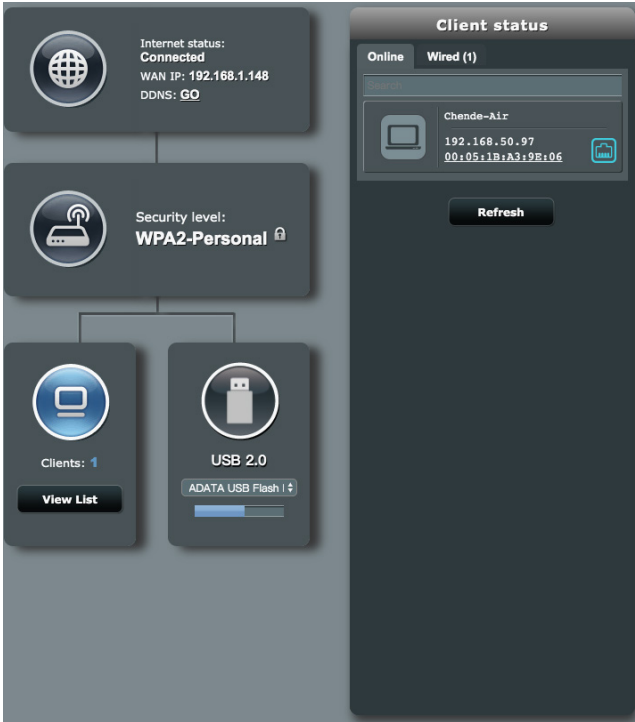 Internet status:
Connected
WAN IP: 192.168.1.148
DDNS: GO
Security level:
WPA2-Personal
Clients: 1
View List
USB 2.0
ADATA USB Flash
Client status
Online Wired (1)
Search
Chende-Air
192.168.50.97
00:05:1B:A3:9E:06
Refresh